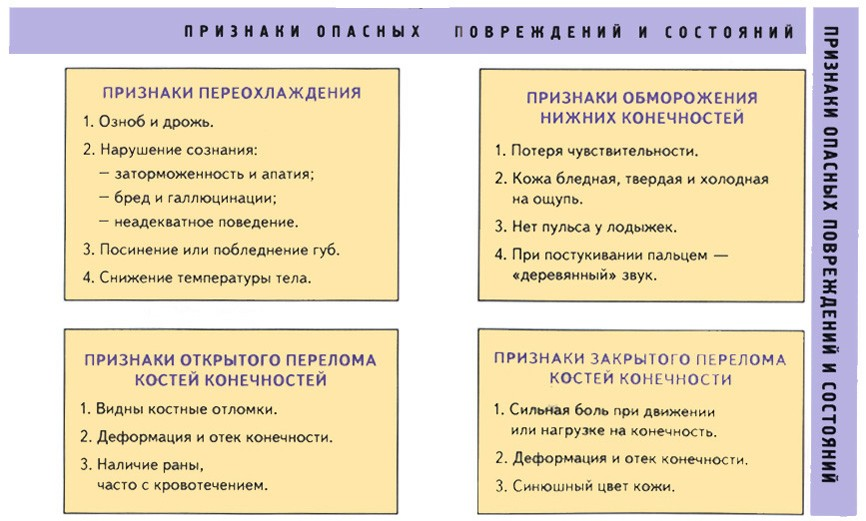 ПРИЗНАКИ ОПАСНЫХ ПОВРЕЖДЕНИЙ И СОСТОЯНИЙ
ПРИЗНАКИ ПЕРЕОХЛАЖДЕНИЯ
1. Озноб и дрожь.
2. Нарушение сознания:
– заторможенность и апатия;
– бред и галлюцинации;
– неадекватное поведение.
3. Посинение или побледнение губ.
4. Снижение температуры тела.
ПРИЗНАКИ ОБМОРОЖЕНИЯ
НИЖНИХ КОНЕЧНОСТЕЙ
1. Потеря чувствительности.
2. Кожа бледная, твердая и холодная
на ощупь.
3. Нет пульса у лодыжек.
4. При постукивании пальцем —
«деревянный» звук.
ПРИЗНАКИ ОТКРЫТОГО ПЕРЕЛОМА
КОСТЕЙ КОНЕЧНОСТЕЙ
1. Видны костные отломки.
2. Деформация и отек конечности.
3. Наличие раны,
часто с кровотечением.
ПРИЗНАКИ ЗАКРЫТОГО ПЕРЕЛОМА
КОСТЕЙ КОНЕЧНОСТИ
1. Сильная боль при движении
или нагрузке на конечность.
2. Деформация и отек конечности.
3. Синюшный цвет кожи.
ПРИЗНАКИ ОПАСНЫХ ПОВРЕЖДЕНИЙ И СОСТОЯНИЙ